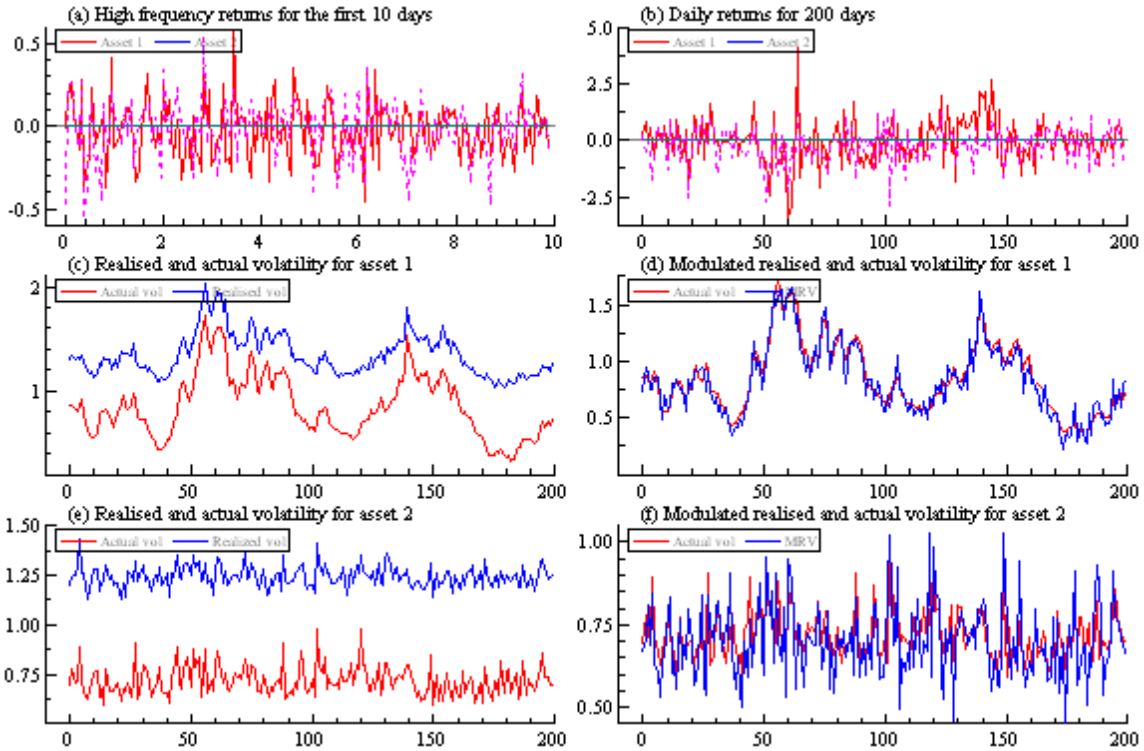 (a) High frequency returns for the first 10 days
Asset 1 Asset 2
0.5
0.0
-0.5
0 2 4 6 8 10
(b) Daily returns for 200 days
Asset 1 Asset 2
5.0
2.5
0.0
-2.5
0 50 100 150 200
(c) Realised and actual volatility for asset 1
Actual vol Realised vol
2
1
0 50 100 150 200
(d) Modulated realised and actual volatility for asset 1
Actual vol MRV
1.5
1.0
0.5
0 50 100 150 200
(e) Realised and actual volatility for asset 2
Actual vol Realized vol
1.50
1.25
1.00
0.75
0 50 100 150 200
(f) Modulated realised and actual volatility for asset 2
Actual vol MRV
1.00
0.75
0.50
0 50 100 150 200